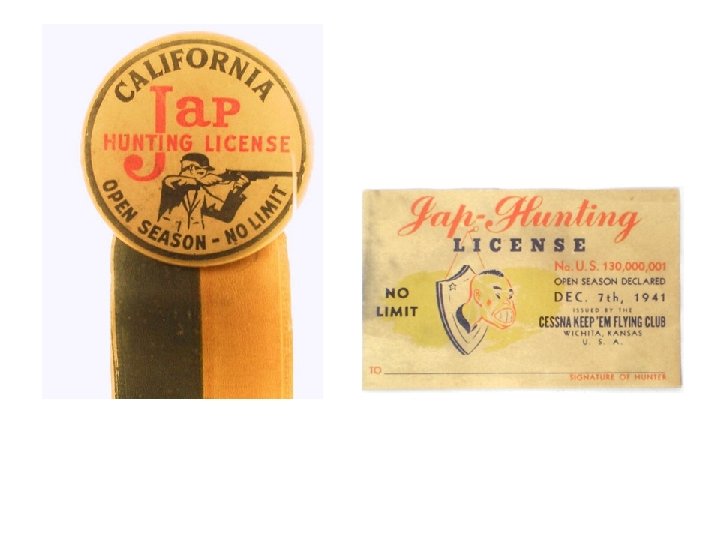 CALIFORNIA
Jap
HUNTING LICENSE
OPEN SEASON - NO LIMIT
Jap-Hunting
LICENSE
No. U.S. 130,000,001
OPEN SEASON DECLARED
DEC. 7th, 1941
NO
LIMIT
ISSUED BY THE
CESSNA KEEP 'EM FLYING CLUB
WICHITA, KANSAS
U. S. A.
TO
SIGNATURE OF HUNTER